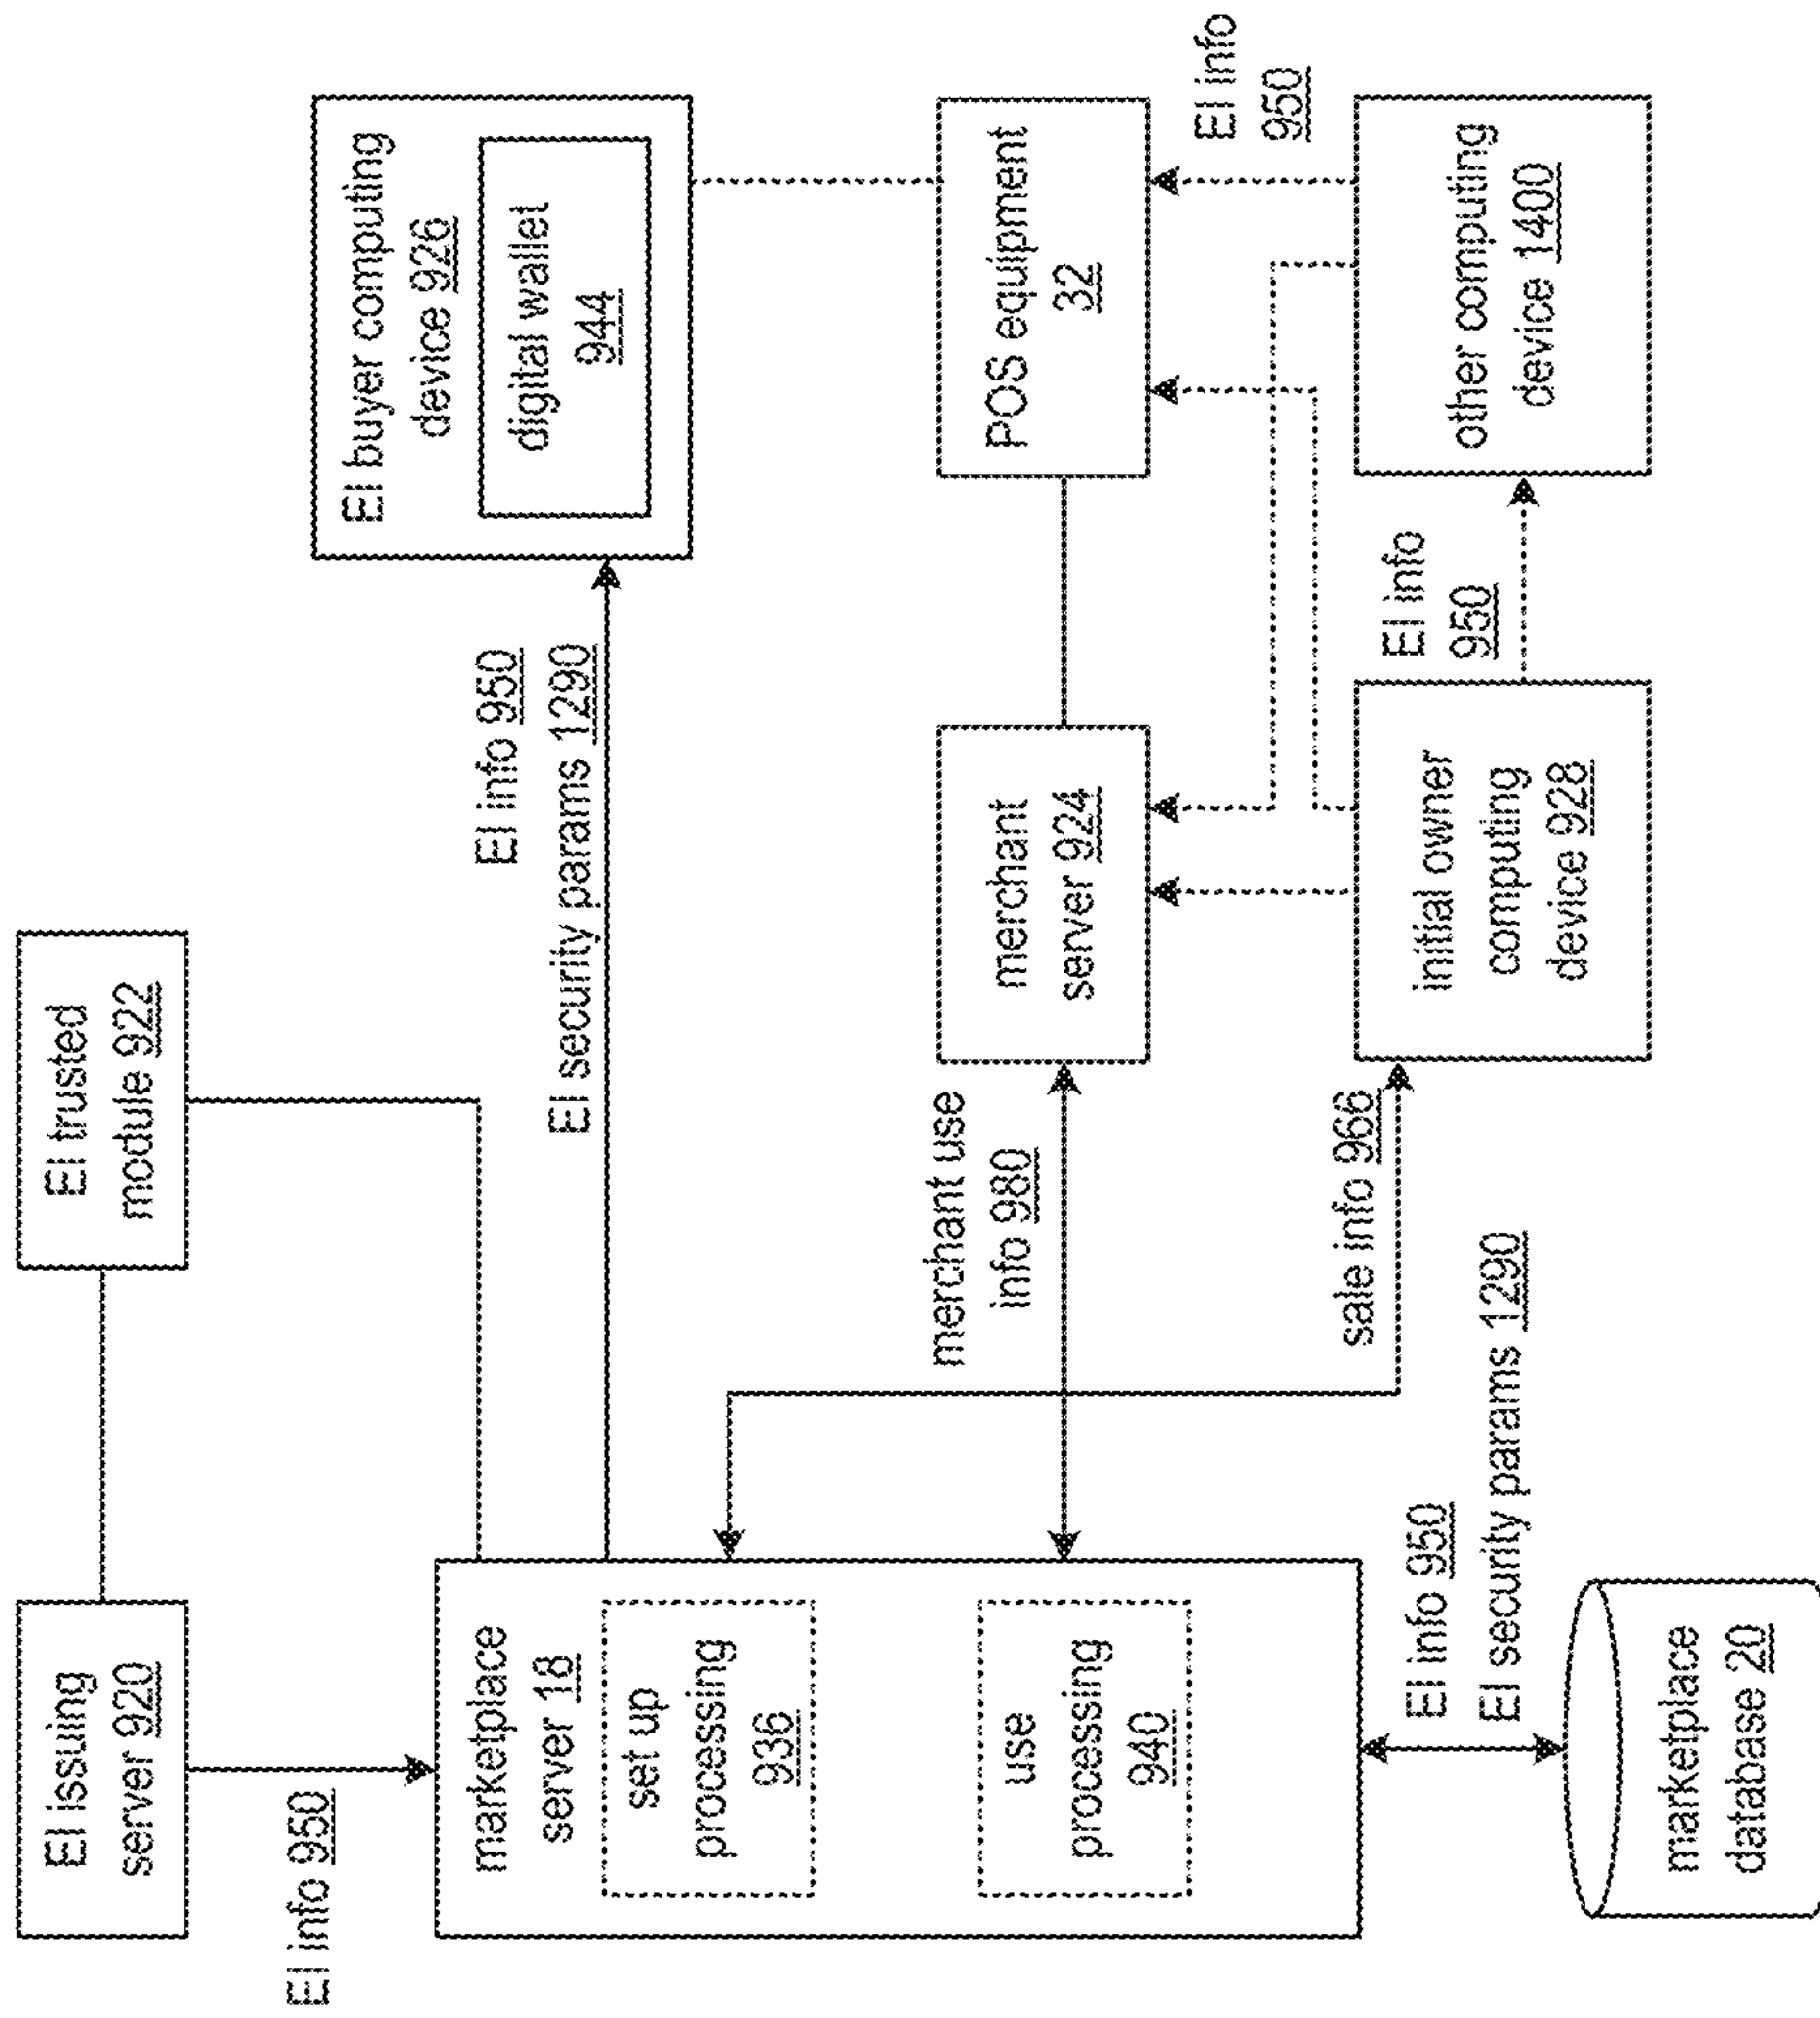 EI issuing
server 920
EI trusted
module 922
EI info 950
marketplace
server 18
set up
processing
936
use
processing
940
EI info 950
EI security params 1290
EI buyer computing
device 926
digital wallet
944
merchant use
info 980
merchant
server 924
POS equipment
32
sale info 966
EI info
950
initial owner
computing
device 928
EI info
950
other computing
device 1400
EI info 950
EI security params 1290
marketplace
database 20